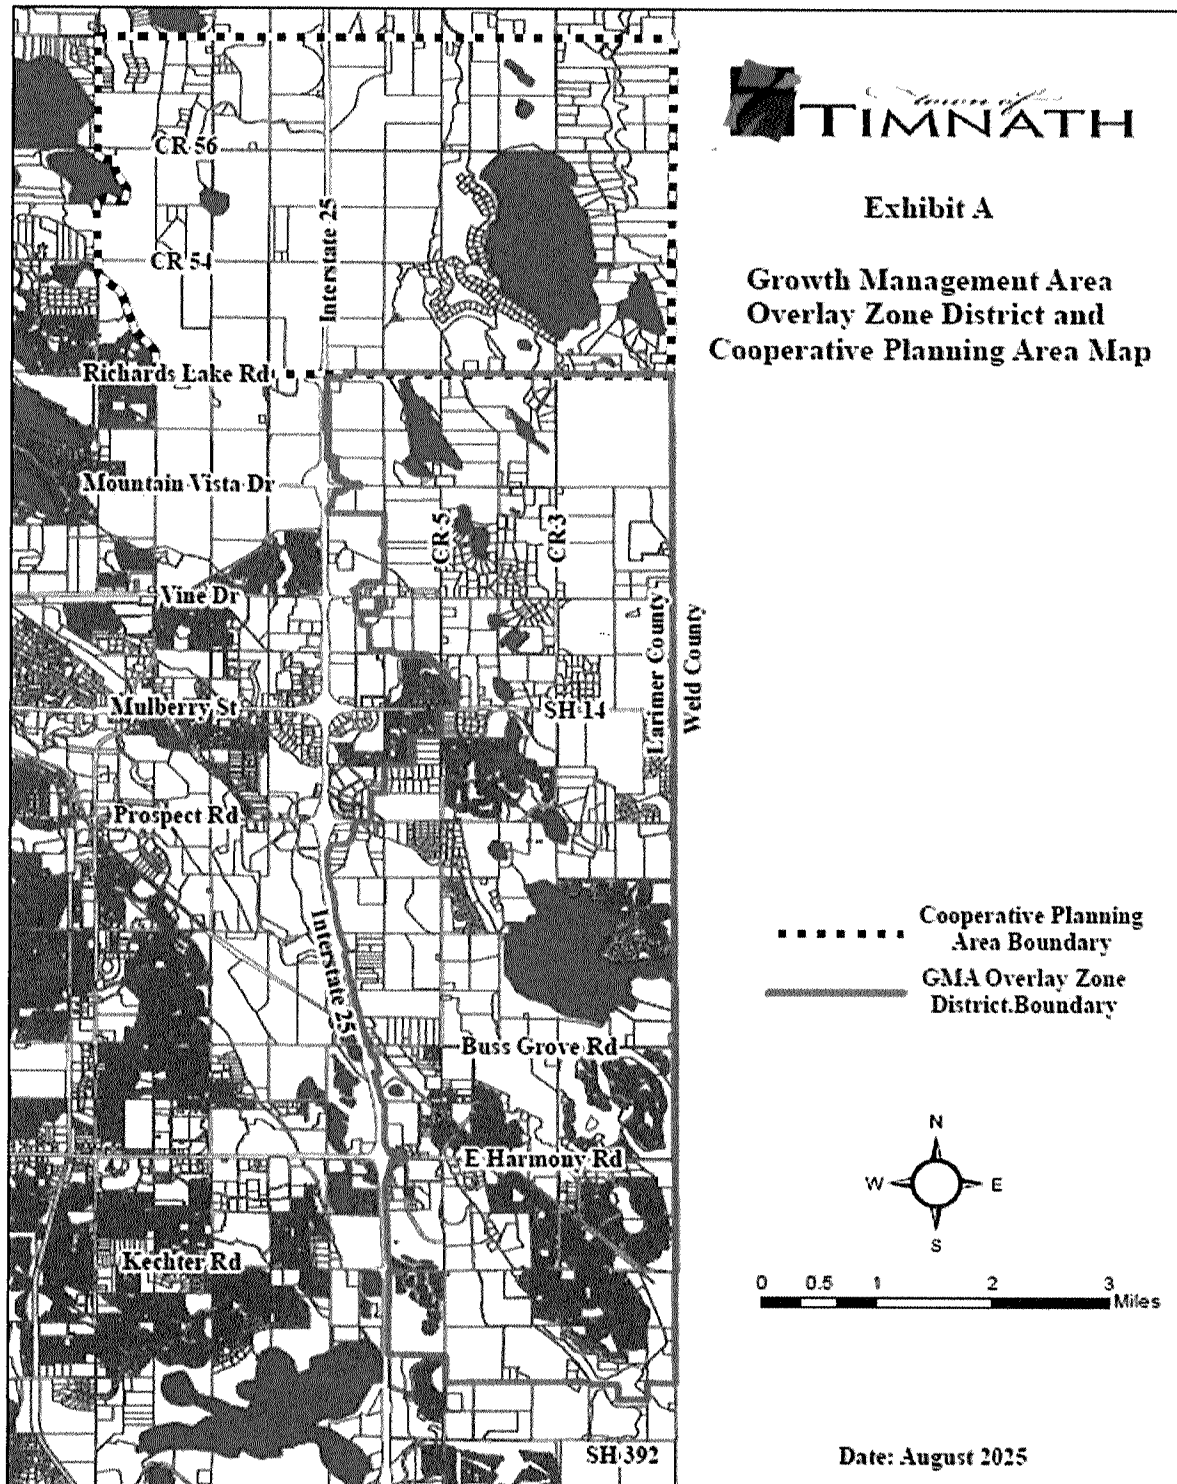 Town of
TIMNATH
Exhibit A
Growth Management Area
Overlay Zone District and
Cooperative Planning Area Map
CR 56
CR 54
Interstate 25
Richards Lake Rd
Mountain Vista Dr
CR 5
CR 3
Vine Dr
Larimer County
Weld County
Mulberry St
SH 14
Prospect Rd
Interstate 25
Cooperative Planning
Area Boundary
GMA Overlay Zone
District.Boundary
Buss Grove Rd
E Harmony Rd
N
W
E
S
Kechter Rd
0 0.5 1 2 3
Miles
SH 392
Date: August 2025